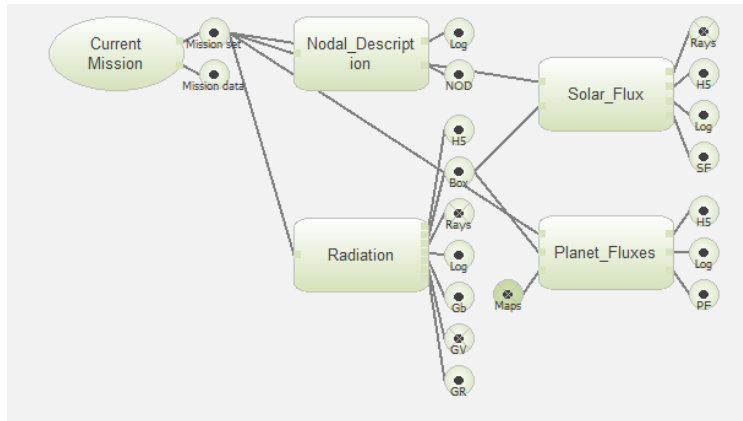 Current
Mission
Mission set
Mission data
Nodal_Descript
ion
Log
NOD
Solar_Flux
Rays
H5
Log
SF
Radiation
H5
Box
Rays
Log
Gb
GV
GR
Maps
Planet_Fluxes
H5
Log
PF